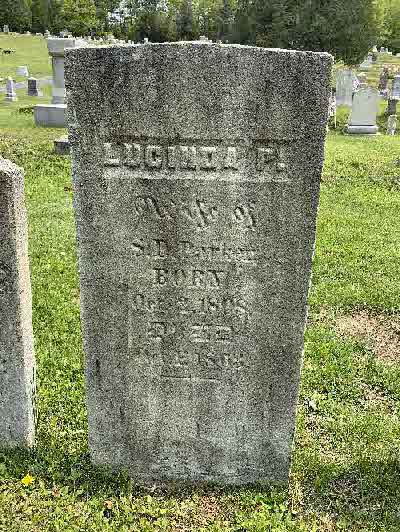 LUCINDA P.
Wife of
S.D. Parker
BORN
Oct. 2, 1808.
DIED